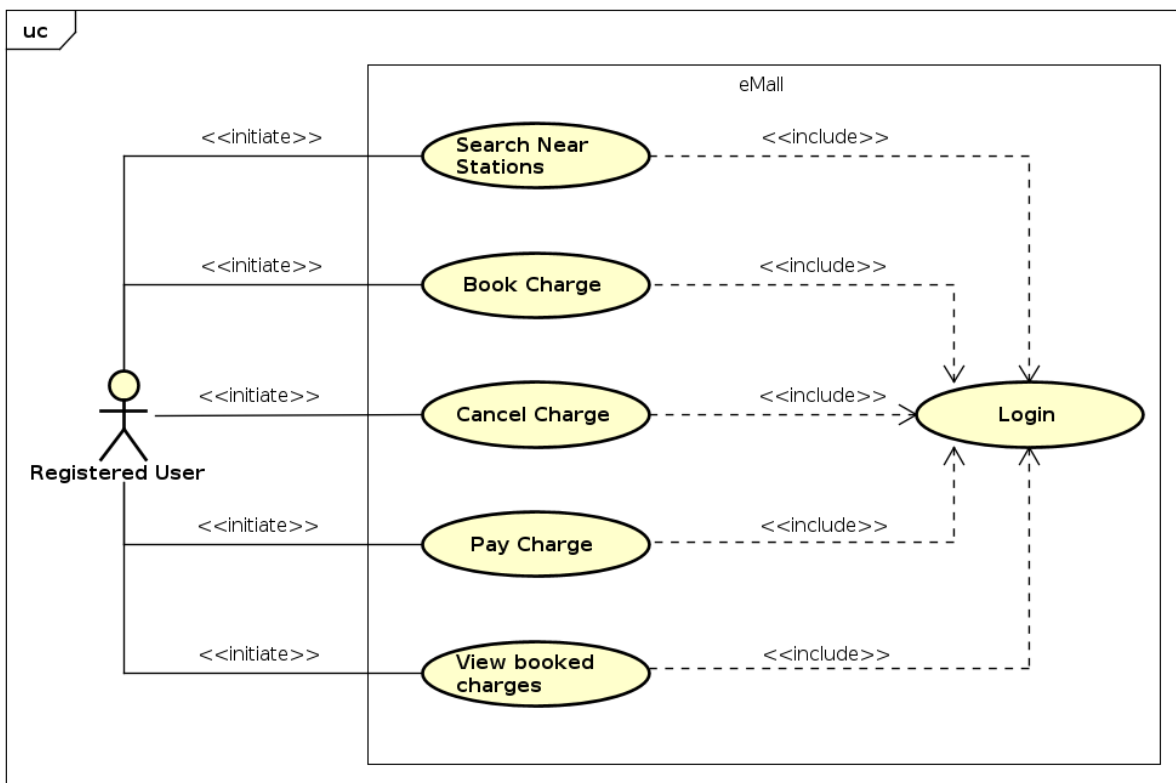 uc
eMall
<<initiate>>
Search Near
Stations
<<include>>
<<initiate>>
Book Charge
<<include>>
<<initiate>>
Cancel Charge
<<include>>
Login
Registered User
<<initiate>>
Pay Charge
<<include>>
<<initiate>>
View booked
charges
<<include>>